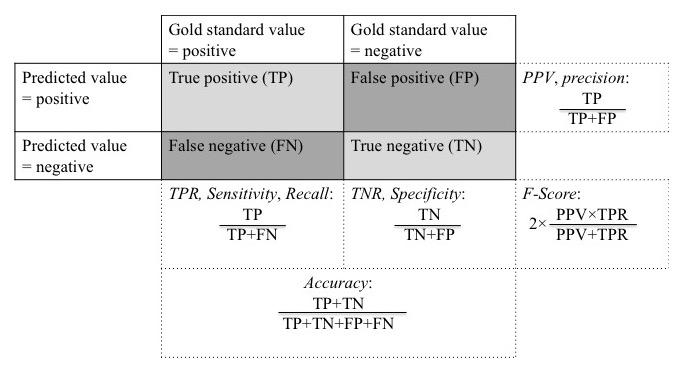 Gold standard value
= positive
Gold standard value
= negative
Predicted value
= positive
True positive (TP)
False positive (FP)
PPV, precision:
TP
TP+FP
Predicted value
= negative
False negative (FN)
True negative (TN)
TPR, Sensitivity, Recall:
TP
TP+FN
TNR, Specificity:
TN
TN+FP
F-Score:
2× PPV×TPR
PPV+TPR
Accuracy:
TP+TN
TP+TN+FP+FN